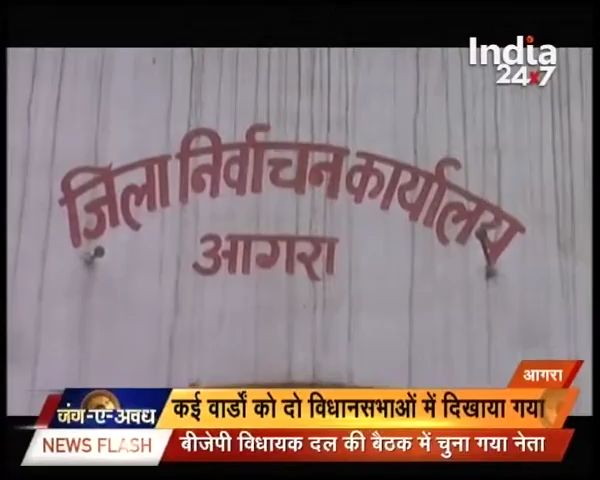 India
24x7
जिला निर्वाचन कार्यालय
आगरा
आगरा
जंग-ए-अवध
कई वार्डों को दो विधानसभाओं में दिखाया गया
NEWS FLASH
बीजेपी विधायक दल की बैठक में चुना गया नेता